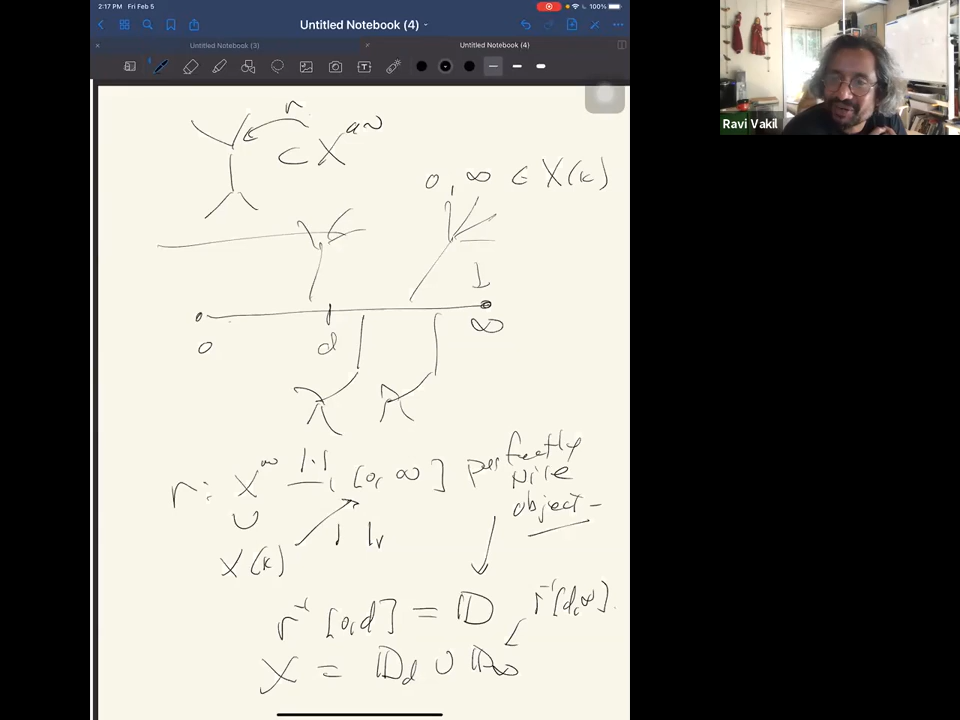 2:17 PM Fri Feb 5
100%
Untitled Notebook (4)
Untitled Notebook (3)
Untitled Notebook (4)
Ravi Vakil
r
⊂ X^an
0, ∞ ∈ X(k)
1
0
d
∞
r: X^an [0, ∞] perfectly
nice
object
∪
X(k)
| |_v
r^-1 [0,d] = 𝔻
r^-1 [d,∞].
X = 𝔻_d ∪ 𝔻_∞